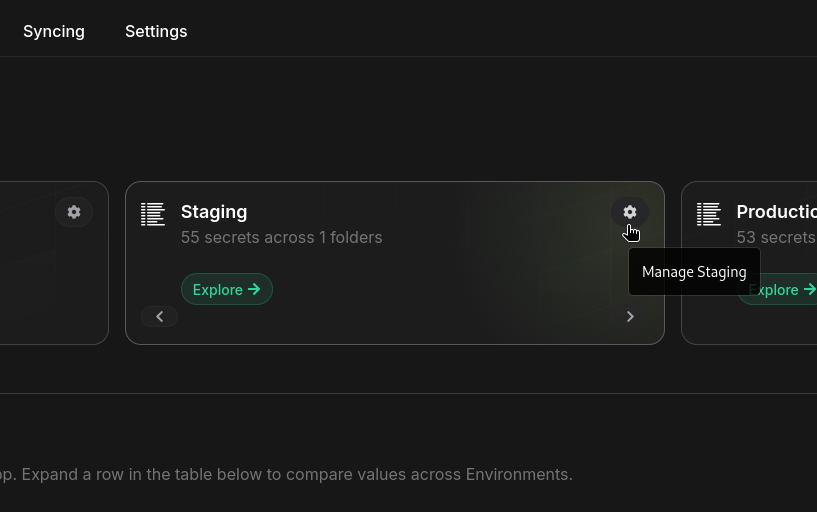 Syncing Settings
Staging
55 secrets across 1 folders
Explore
Manage Staging
53 secrets
Explore
Expand a row in the table below to compare values across Environments.